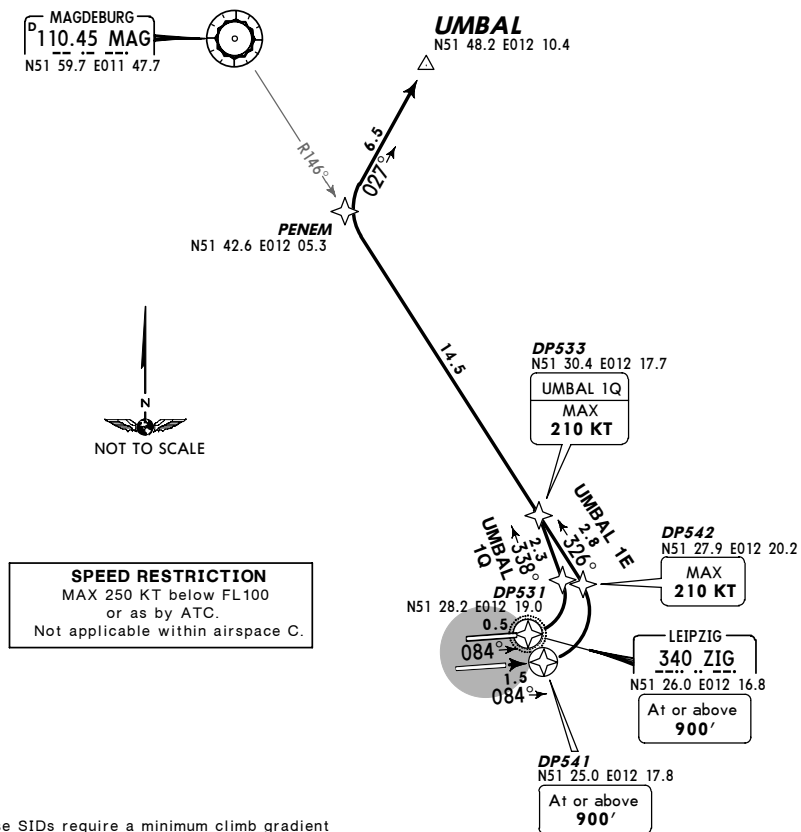 MAGDEBURG
D
110.45 MAG
N51 59.7 E011 47.7
UMBAL
N51 48.2 E012 10.4
R146°
6.5
027°
PENEM
N51 42.6 E012 05.3
14.5
N
NOT TO SCALE
DP533
N51 30.4 E012 17.7
UMBAL 1Q
MAX
210 KT
UMBAL
1Q
2.3
338°
UMBAL 1E
2.8
326°
DP542
N51 27.9 E012 20.2
MAX
210 KT
SPEED RESTRICTION
MAX 250 KT below FL100
or as by ATC.
Not applicable within airspace C.
DP531
N51 28.2 E012 19.0
0.5
084°
1.5
084°
LEIPZIG
340 ZIG
N51 26.0 E012 16.8
At or above
900'
DP541
N51 25.0 E012 17.8
At or above
900'
se SIDs require a minimum climb gradient